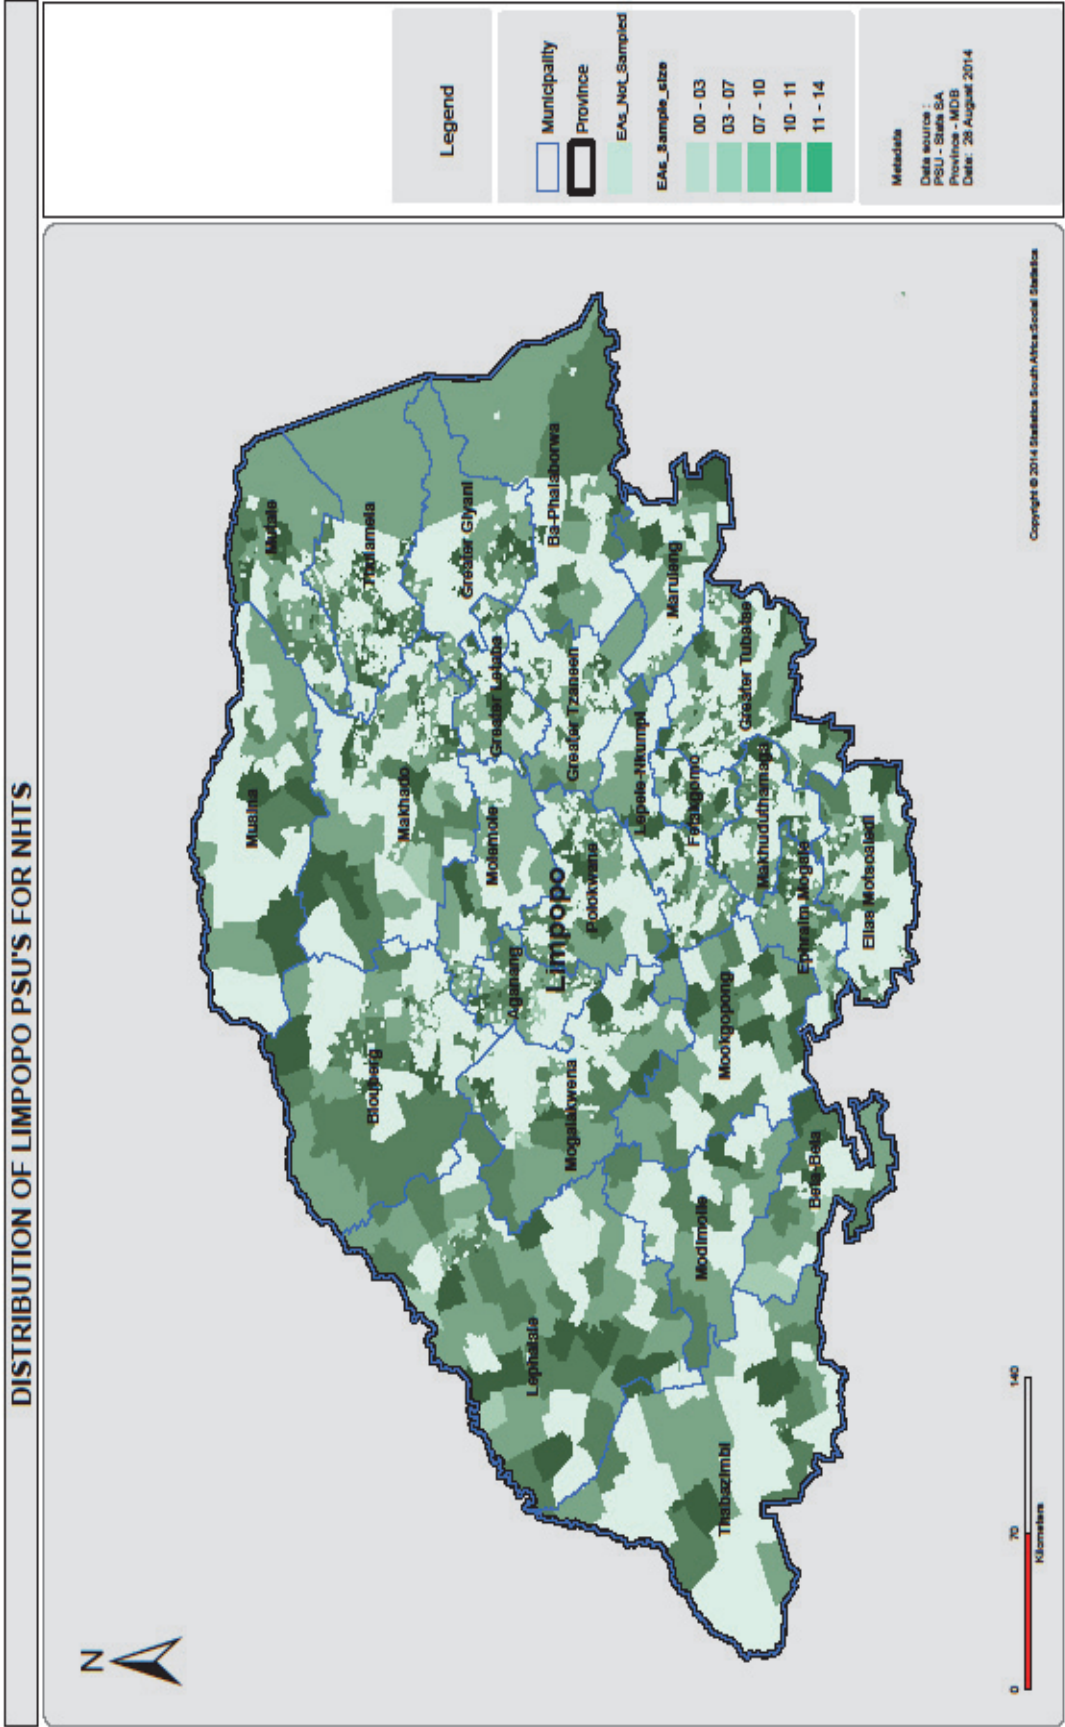 DISTRIBUTION OF LIMPOPO PSU'S FOR NHTS
N
Musina
Mutale
Thulamela
Makhado
Blouberg
Greater Giyani
Greater Letaba
Molemole
Aganang
Limpopo
Ba-Phalaborwa
Greater Tzaneen
Polokwane
Mogalakwena
Lephalale
Lepele-Nkumpi
Maruleng
Fetakgomo
Greater Tubatse
Makhuduthamaga
Mookgopong
Modimolle
Thabazimbi
Ephraim Mogale
Bela-Bela
Elias Motsoaledi
0 70 140
Kilometers
Copyright © 2014 Statistics South Africa:Social Statistics
Legend
Municipality
Province
EAs_Not_Sampled
EAs_Sample_size
00 - 03
03 - 07
07 - 10
10 - 11
11 - 14
Metadata
Data source :
PSU - Stats SA
Province - MDB
Date: 28 August 2014